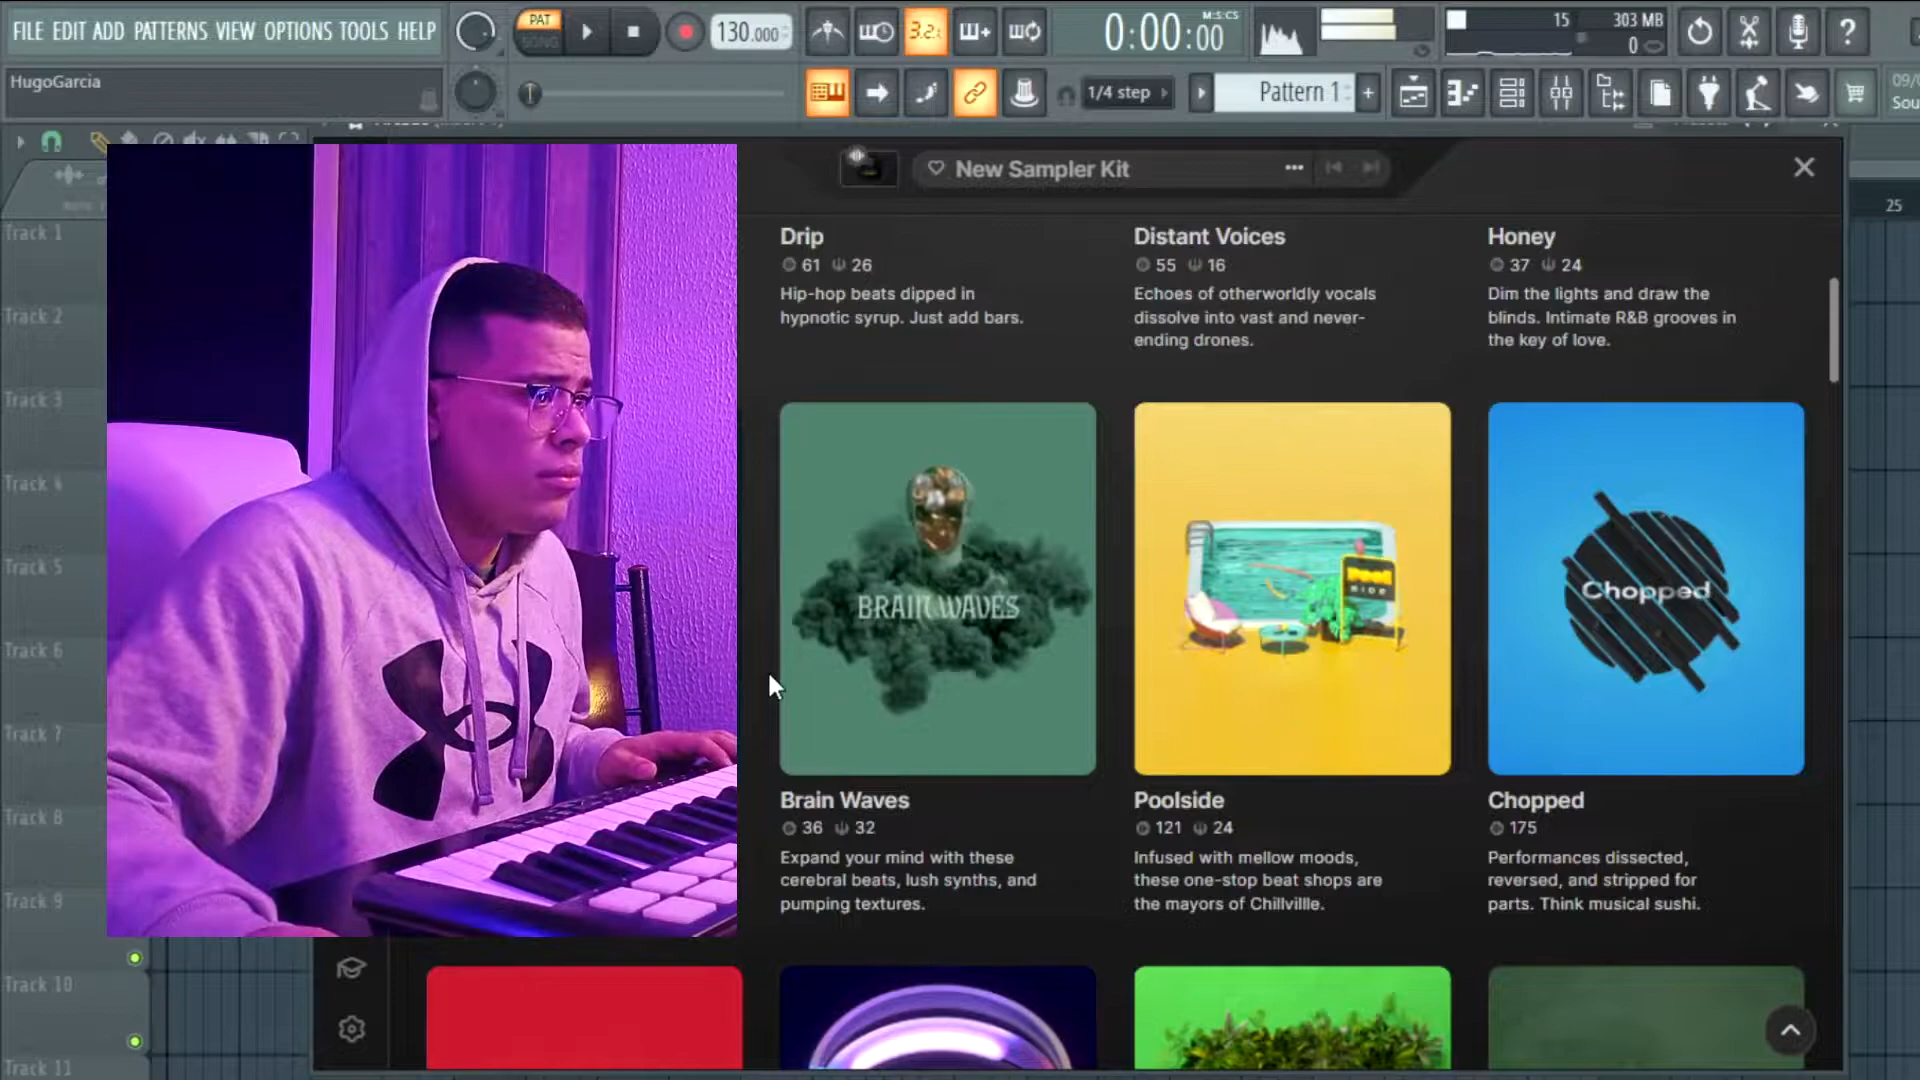 FILE EDIT ADD PATTERNS VIEW OPTIONS TOOLS HELP
PAT
SONG
130.000
3.2.
0:00:00
M:S:CS
15
303 MB
0
HugoGarcia
1/4 step
Pattern 1
+
09/0
Sou
25
Track 1
Track 2
Track 3
Track 4
Track 5
Track 6
Track 7
Track 8
Track 9
Track 10
Track 11
New Sampler Kit
Drip
61 26
Hip-hop beats dipped in
hypnotic syrup. Just add bars.
Distant Voices
55 16
Echoes of otherworldly vocals
dissolve into vast and never-
ending drones.
Honey
37 24
Dim the lights and draw the
blinds. Intimate R&B grooves in
the key of love.
BRAIN WAVES
Chopped
Brain Waves
36 32
Expand your mind with these
cerebral beats, lush synths, and
pumping textures.
Poolside
121 24
Infused with mellow moods,
these one-stop beat shops are
the mayors of Chillvillle.
Chopped
175
Performances dissected,
reversed, and stripped for
parts. Think musical sushi.